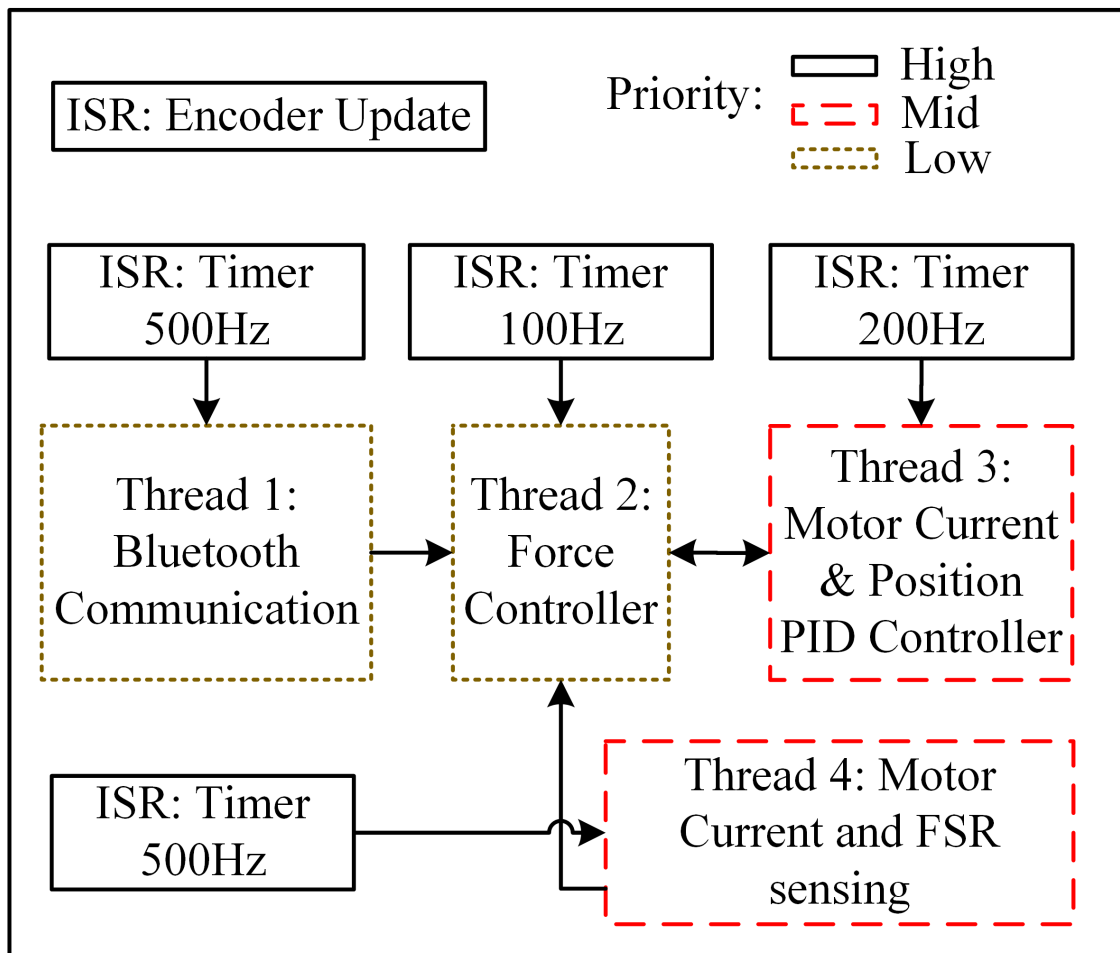 ISR: Encoder Update
Priority:
High
Mid
Low
ISR: Timer
500Hz
ISR: Timer
100Hz
ISR: Timer
200Hz
Thread 1:
Bluetooth
Communication
Thread 2:
Force
Controller
Thread 3:
Motor Current
& Position
PID Controller
ISR: Timer
500Hz
Thread 4: Motor
Current and FSR
sensing